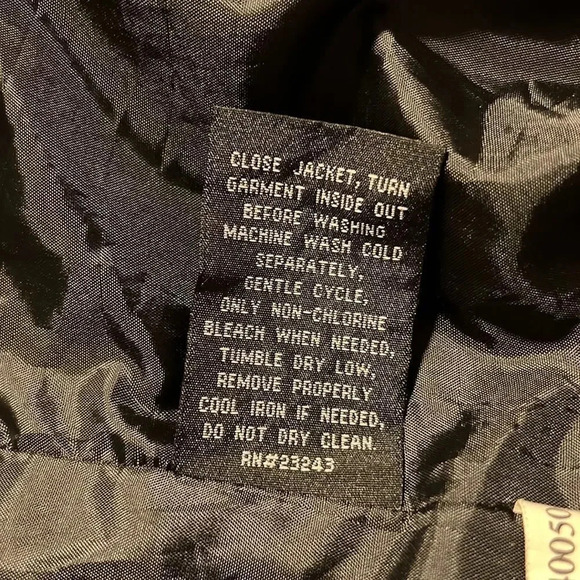 CLOSE JACKET, TURN
GARMENT INSIDE OUT
BEFORE WASHING
MACHINE WASH COLD
SEPARATELY,
GENTLE CYCLE,
ONLY NON-CHLORINE
BLEACH WHEN NEEDED,
TUMBLE DRY LOW,
REMOVE PROPERLY
COOL IRON IF NEEDED,
DO NOT DRY CLEAN.
RN#23243
0050